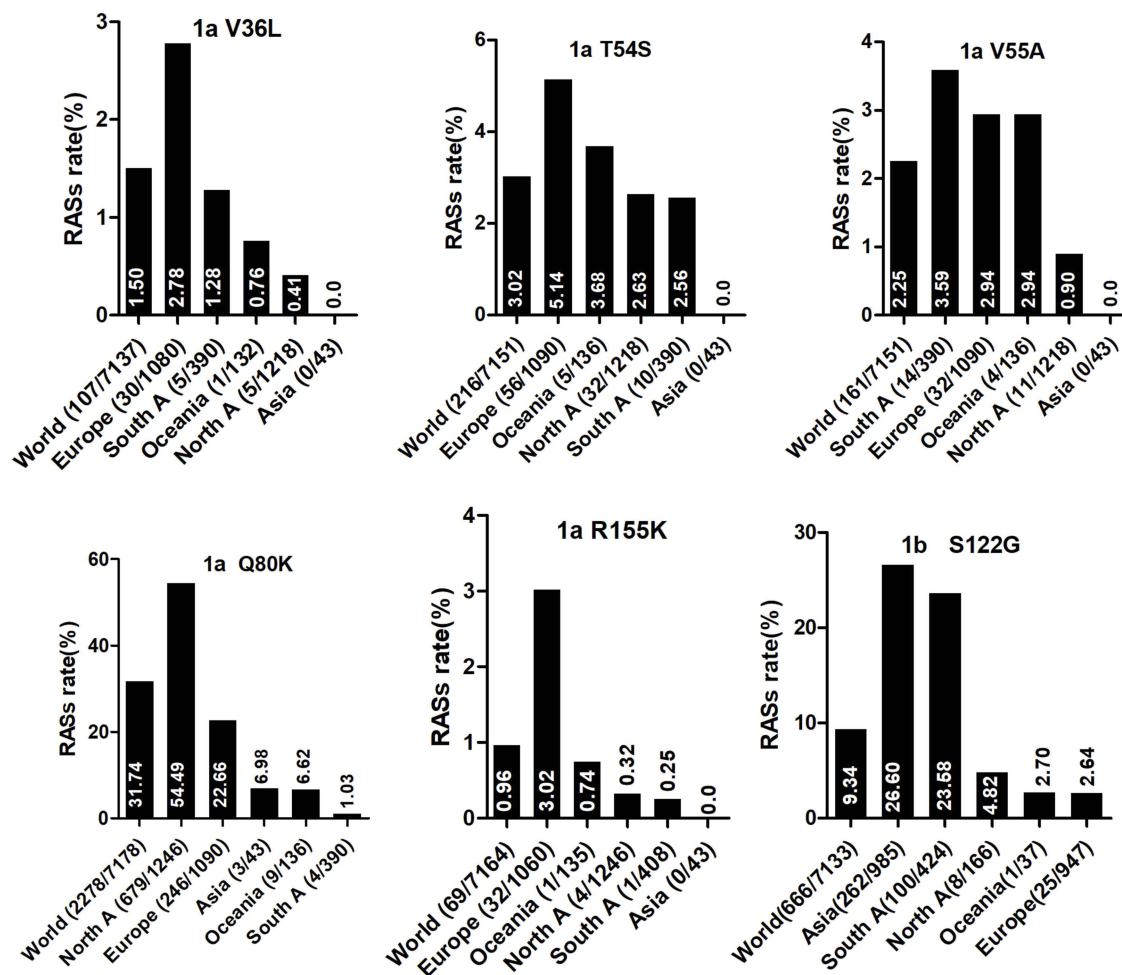 1a V36L
RASs rate(%)
3
2
1
0
1.50
2.78
1.28
0.76
0.41
0.0
World (107/7137)
Europe (30/1080)
South A (5/390)
Oceania (1/132)
North A (5/1218)
Asia (0/43)
1a T54S
RASs rate(%)
6
4
2
0
3.02
5.14
3.68
2.63
2.56
0.0
World (216/7151)
Europe (56/1090)
Oceania (5/136)
North A (32/1218)
South A (10/390)
Asia (0/43)
1a V55A
RASs rate(%)
4
3
2
1
0
2.25
3.59
2.94
2.94
0.90
0.0
World (161/7151)
South A (14/390)
Europe (32/1090)
Oceania (4/136)
North A (11/1218)
Asia (0/43)
1a Q80K
RASs rate(%)
60
40
20
0
31.74
54.49
22.66
6.98
6.62
1.03
World (2278/7178)
North A (679/1246)
Europe (246/1090)
Asia (3/43)
Oceania (9/136)
South A (4/390)
1a R155K
RASs rate(%)
4
3
2
1
0
0.96
3.02
0.74
0.32
0.25
0.0
World (69/7164)
Europe (32/1060)
Oceania (1/135)
North A (4/1246)
South A (1/408)
Asia (0/43)
1b S122G
RASs rate(%)
30
20
10
0
9.34
26.60
23.58
4.82
2.70
2.64
World(666/7133)
Asia(262/985)
South A(100/424)
North A(8/166)
Oceania(1/37)
Europe(25/947)